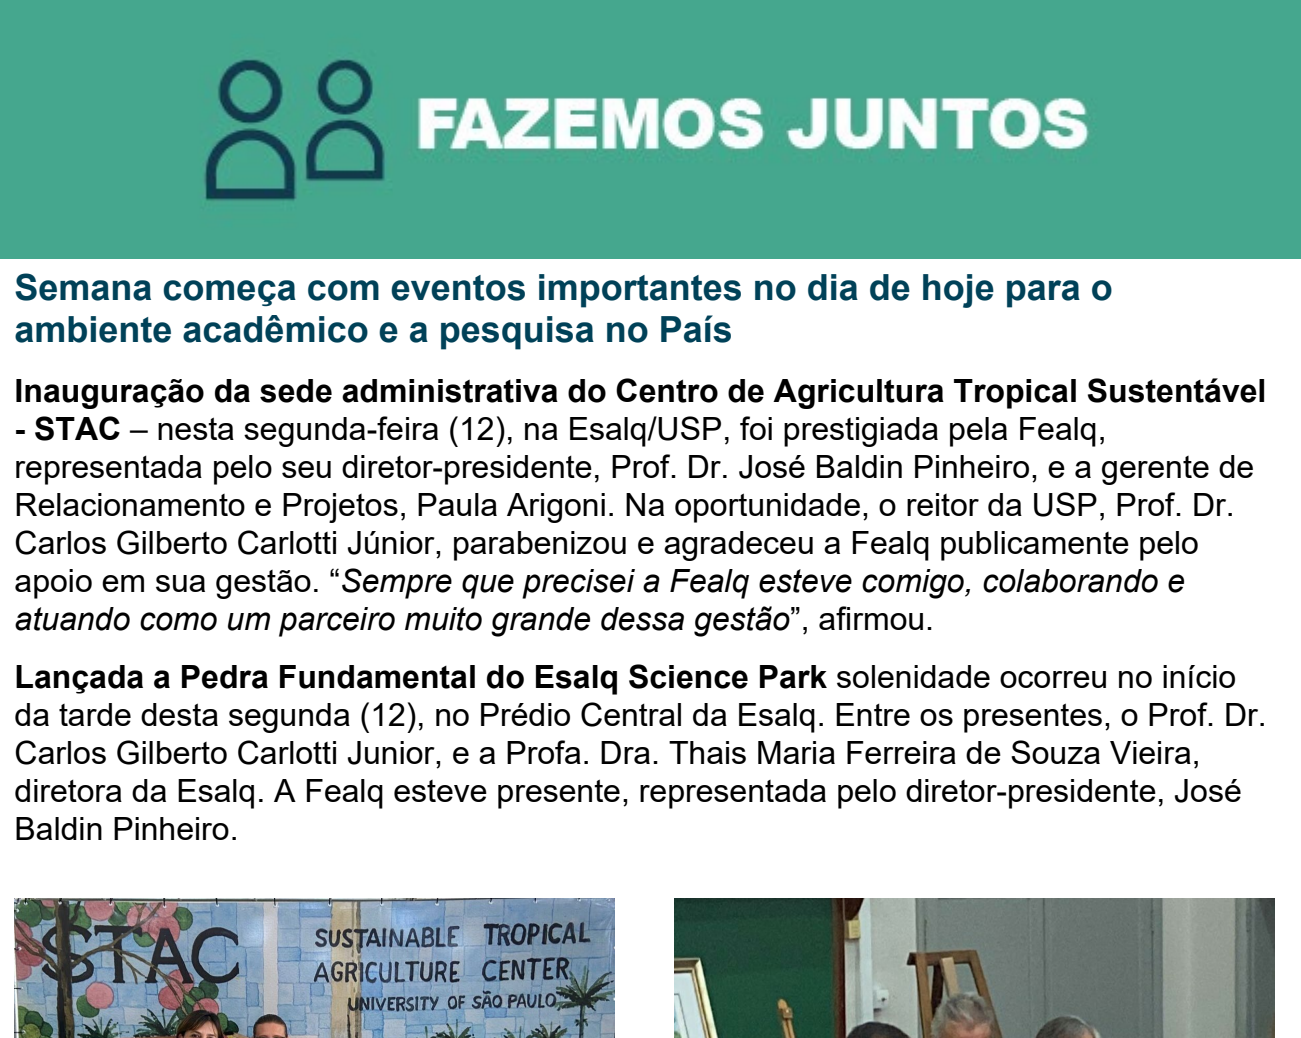 FAZEMOS JUNTOS
Semana começa com eventos importantes no dia de hoje para o
ambiente acadêmico e a pesquisa no País
Inauguração da sede administrativa do Centro de Agricultura Tropical Sustentável
- STAC – nesta segunda-feira (12), na Esalq/USP, foi prestigiada pela Fealq,
representada pelo seu diretor-presidente, Prof. Dr. José Baldin Pinheiro, e a gerente de
Relacionamento e Projetos, Paula Arigoni. Na oportunidade, o reitor da USP, Prof. Dr.
Carlos Gilberto Carlotti Júnior, parabenizou e agradeceu a Fealq publicamente pelo
apoio em sua gestão. “Sempre que precisei a Fealq esteve comigo, colaborando e
atuando como um parceiro muito grande dessa gestão”, afirmou.
Lançada a Pedra Fundamental do Esalq Science Park solenidade ocorreu no início
da tarde desta segunda (12), no Prédio Central da Esalq. Entre os presentes, o Prof. Dr.
Carlos Gilberto Carlotti Junior, e a Profa. Dra. Thais Maria Ferreira de Souza Vieira,
diretora da Esalq. A Fealq esteve presente, representada pelo diretor-presidente, José
Baldin Pinheiro.
STAC
SUSTAINABLE TROPICAL
AGRICULTURE CENTER
UNIVERSITY OF SÃO PAULO